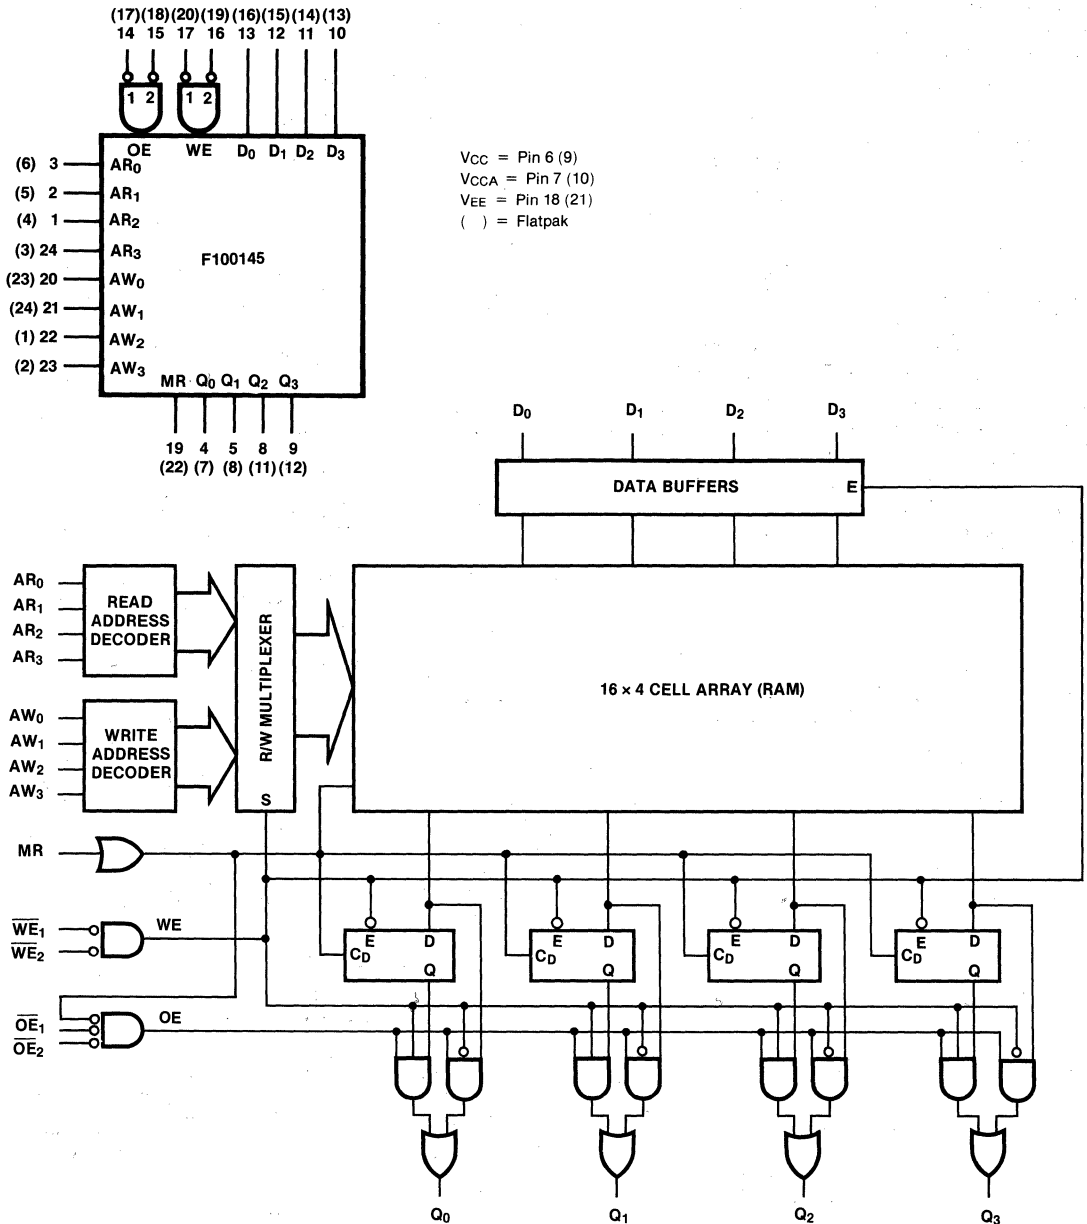 (17) (18) (20) (19) (16) (15) (14) (13)
14 15 17 16 13 12 11 10
1 2 1 2
OE WE D0 D1 D2 D3
(6) 3 AR0
(5) 2 AR1
(4) 1 AR2
(3) 24 AR3
(23) 20 AW0
(24) 21 AW1
(1) 22 AW2
(2) 23 AW3
F100145
MR Q0 Q1 Q2 Q3
19 4 5 8 9
(22) (7) (8) (11) (12)
VCC = Pin 6 (9)
VCCA = Pin 7 (10)
VEE = Pin 18 (21)
( ) = Flatpak
D0 D1 D2 D3
DATA BUFFERS E
AR0
AR1
AR2
AR3
READ
ADDRESS
DECODER
AW0
AW1
AW2
AW3
WRITE
ADDRESS
DECODER
R/W MULTIPLEXER
S
16 × 4 CELL ARRAY (RAM)
MR
W̅E̅1
W̅E̅2
WE
O̅E̅1
O̅E̅2
OE
E D E D E D E D
CD CD CD CD
Q Q Q Q
Q0 Q1 Q2 Q3